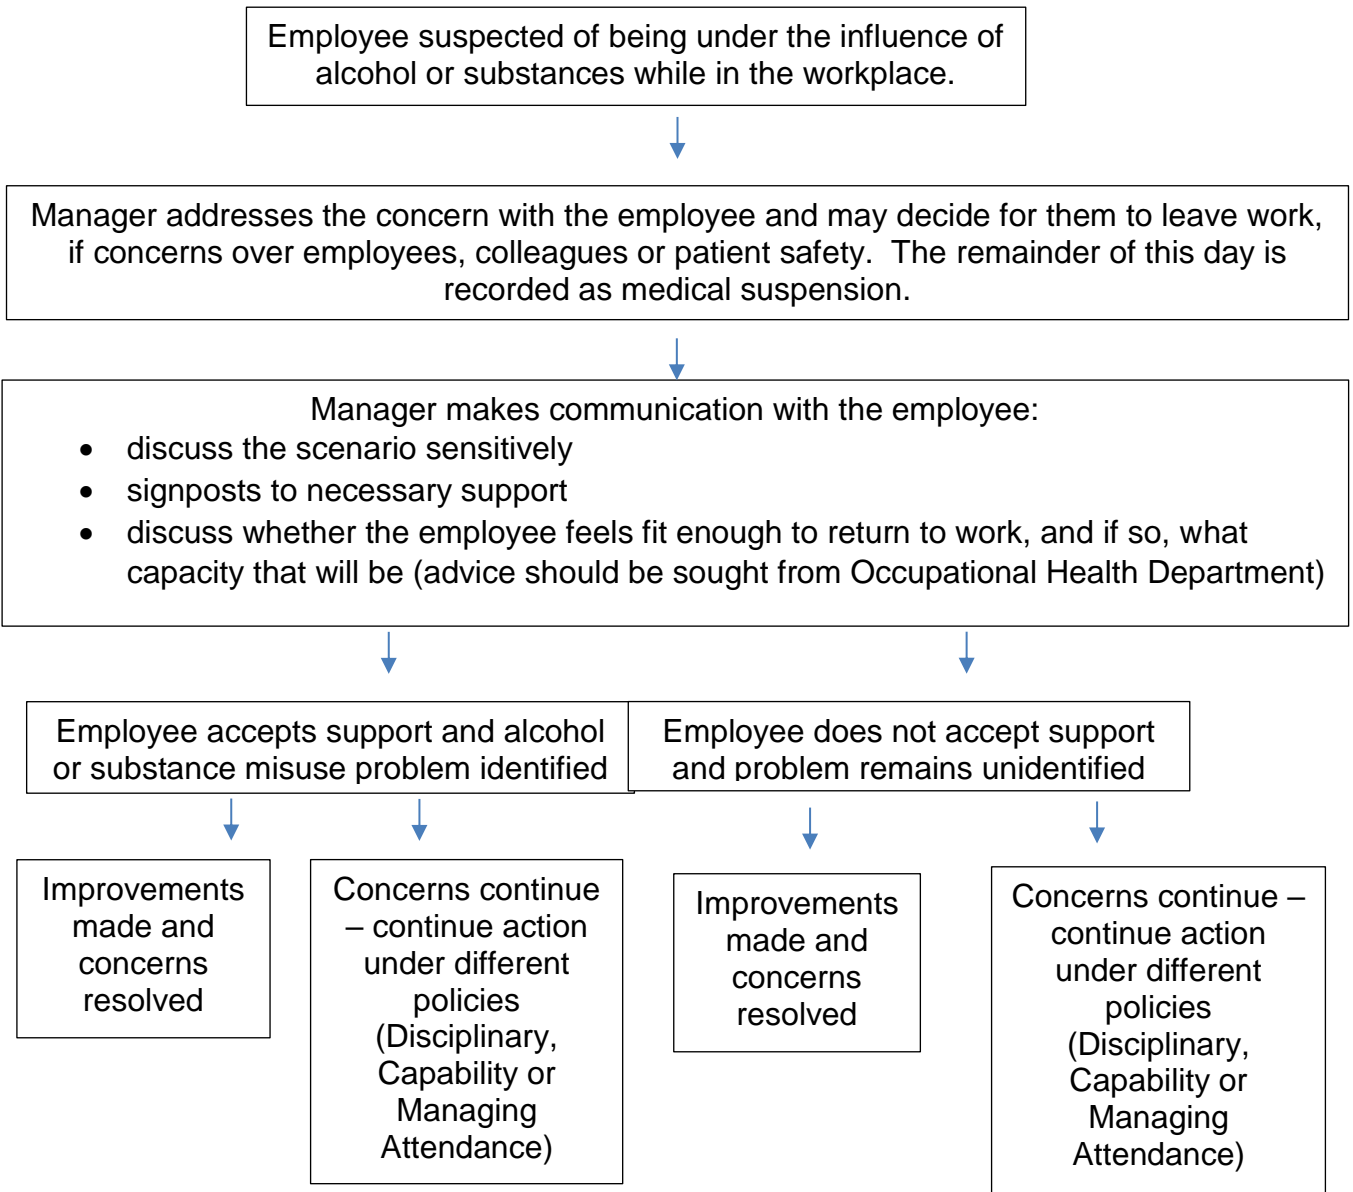 Employee suspected of being under the influence of
alcohol or substances while in the workplace.
Manager addresses the concern with the employee and may decide for them to leave work,
if concerns over employees, colleagues or patient safety.  The remainder of this day is
recorded as medical suspension.
Manager makes communication with the employee:
• discuss the scenario sensitively
• signposts to necessary support
• discuss whether the employee feels fit enough to return to work, and if so, what
capacity that will be (advice should be sought from Occupational Health Department)
Employee accepts support and alcohol
or substance misuse problem identified
Employee does not accept support
and problem remains unidentified
Improvements
made and
concerns
resolved
Concerns continue
– continue action
under different
policies
(Disciplinary,
Capability or
Managing
Attendance)
Improvements
made and
concerns
resolved
Concerns continue –
continue action
under different
policies
(Disciplinary,
Capability or
Managing
Attendance)